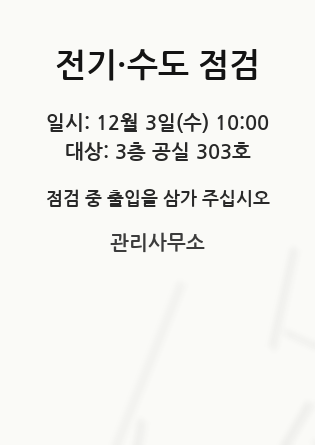 전기·수도 점검
일시: 12월 3일(수) 10:00
대상: 3층 공실 303호
점검 중 출입을 삼가 주십시오
관리사무소